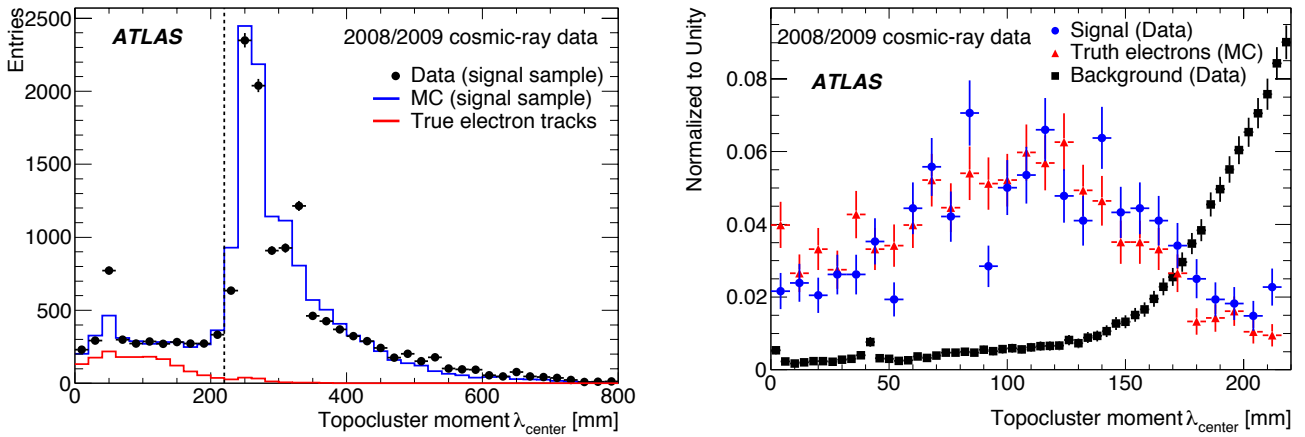 Entries
2500
2000
1500
1000
500
0
0 200 400 600 800
Topocluster moment λcenter [mm]
ATLAS
2008/2009 cosmic-ray data
Data (signal sample)
MC (signal sample)
True electron tracks
Normalized to Unity
0.08
0.06
0.04
0.02
0
0 50 100 150 200
Topocluster moment λcenter [mm]
2008/2009 cosmic-ray data
ATLAS
Signal (Data)
Truth electrons (MC)
Background (Data)